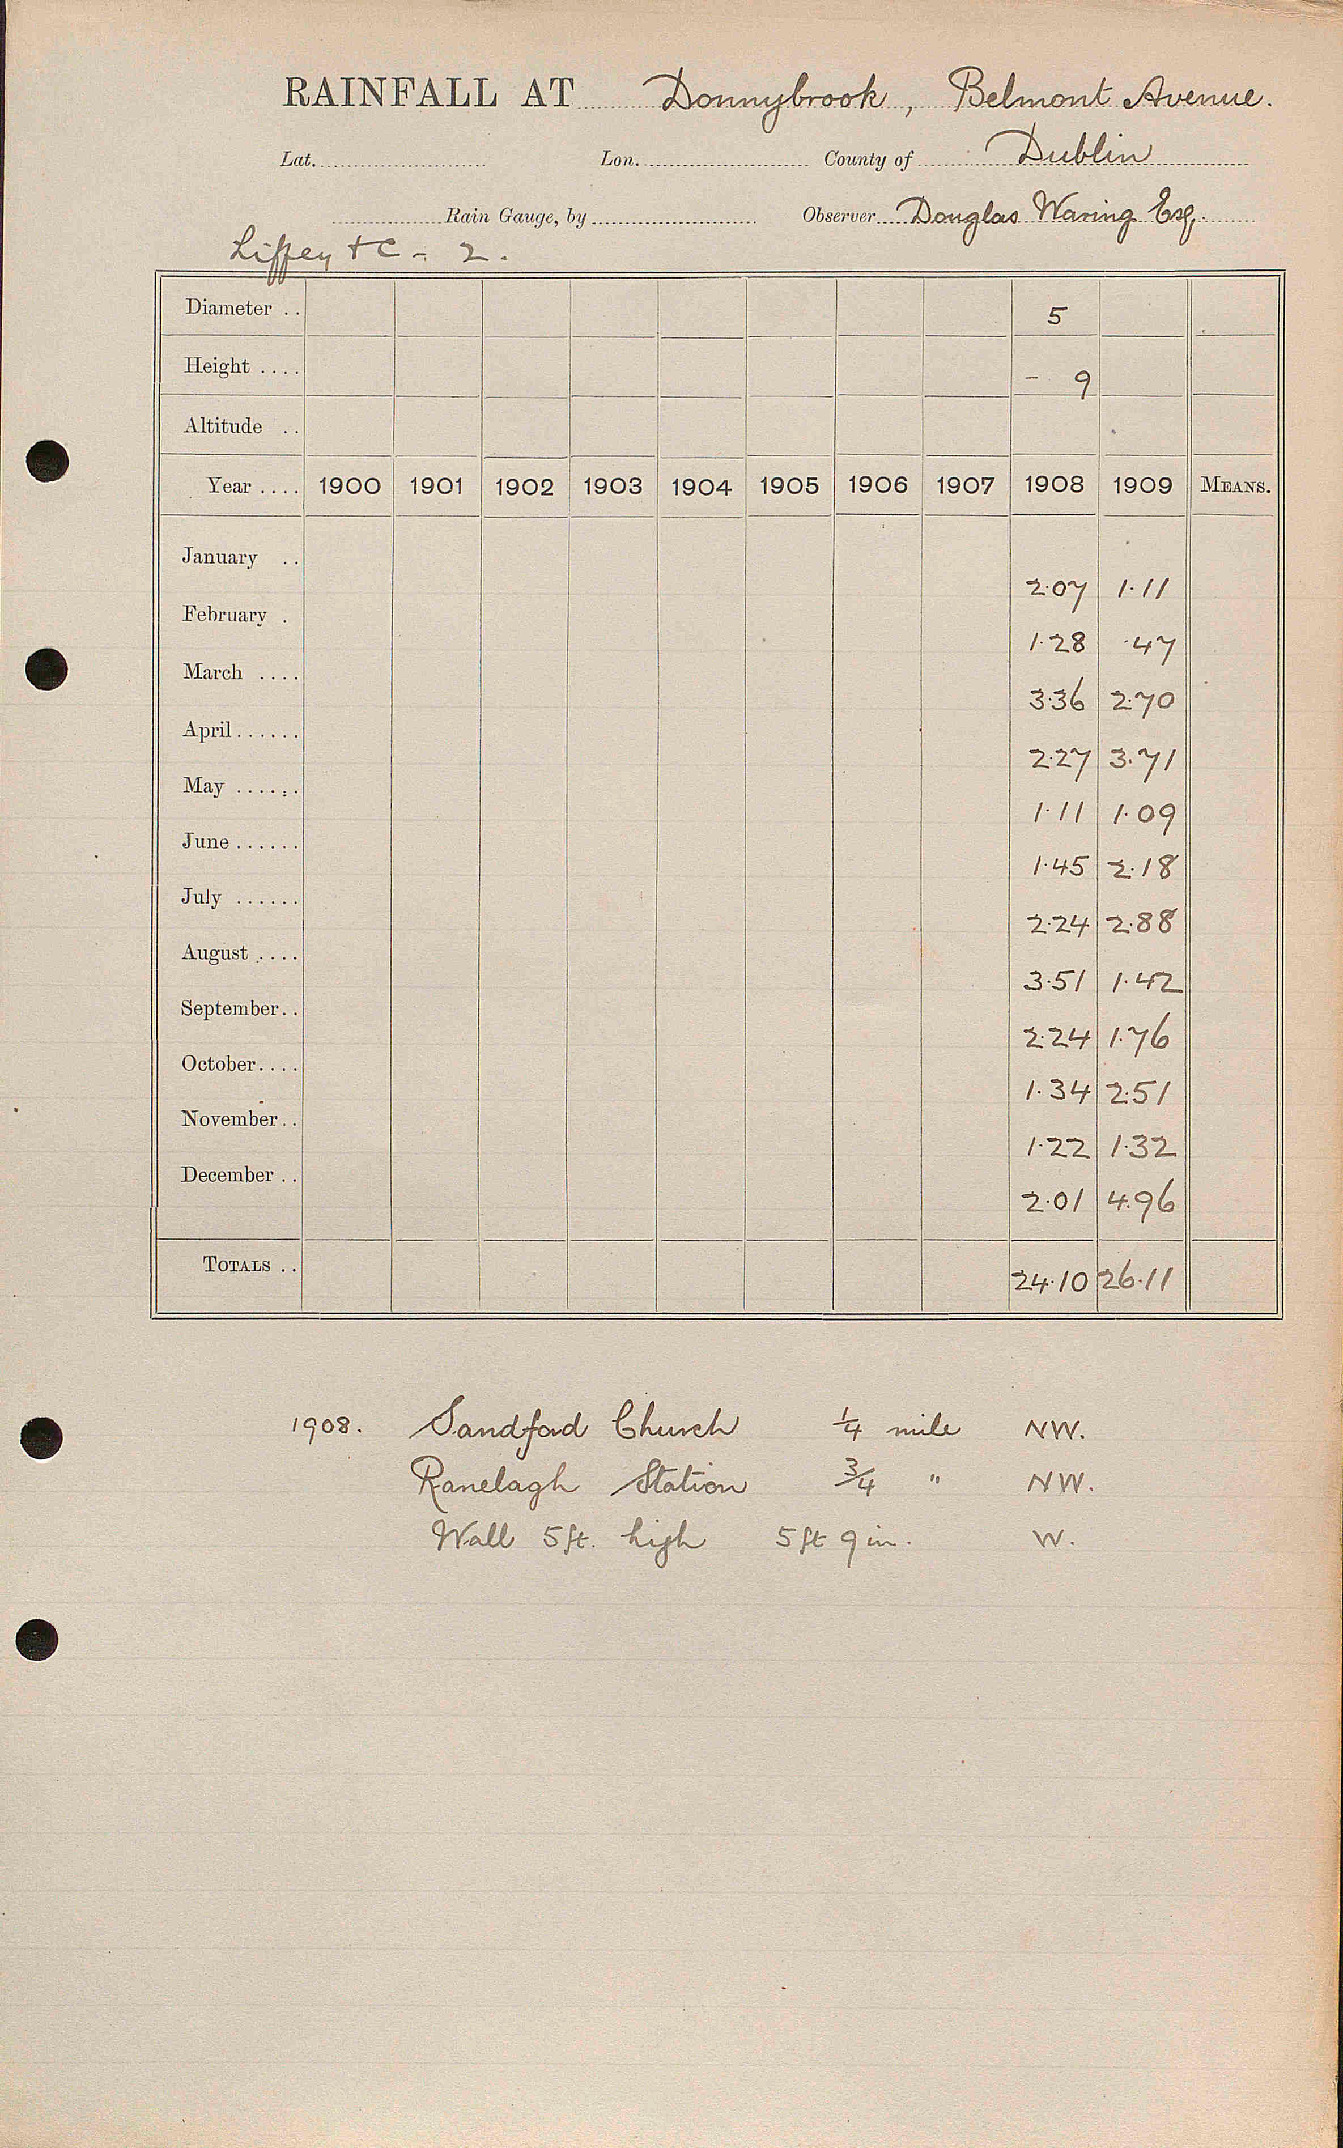 RAINFALL AT Donnybrook, Belmont Avenue.
Lat. Lon. County of Dublin
Rain Gauge, by Observer Douglas Waring Esq.
Liffey + C - 2.
Diameter .. 5
Height .... - 9
Altitude ..
Year .... 1900 1901 1902 1903 1904 1905 1906 1907 1908 1909 MEANS.
January .. 2.07 1.11
February . 1.28 .47
March .... 3.36 2.70
April ...... 2.27 3.71
May ...... 1.11 1.09
June ...... 1.45 2.18
July ...... 2.24 2.88
August .... 3.51 1.42
September .. 2.24 1.76
October .... 1.34 2.51
November .. 1.22 1.32
December .. 2.01 4.96
TOTALS .. 24.10 26.11
1908. Sandford Church 1/4 mile NW.
Ranelagh Station 3/4 " NW.
Wall 5 ft. high 5 ft 9 in. W.